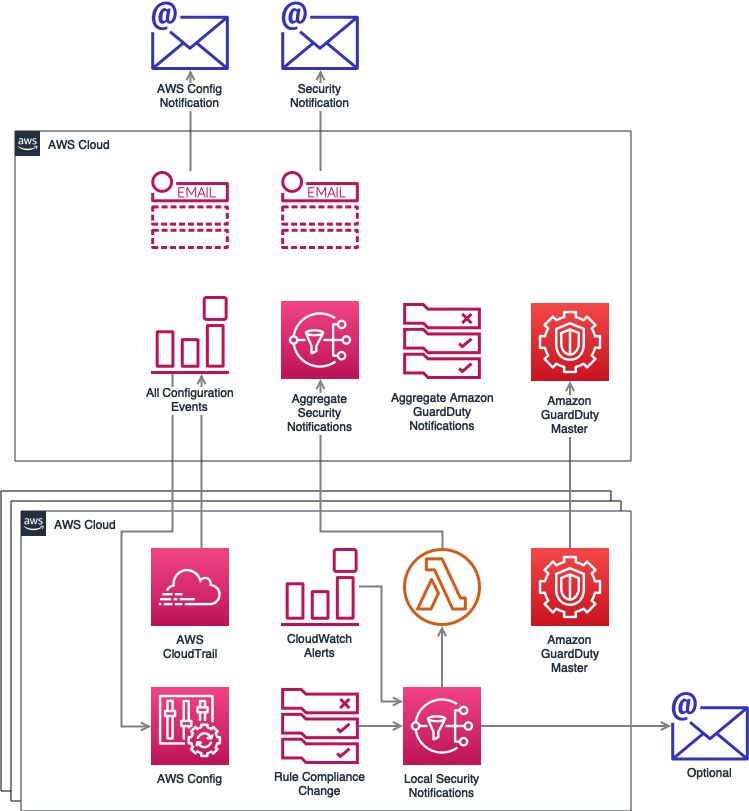 @
@
AWS Config
Notification
Security
Notification
aws
AWS Cloud
EMAIL
EMAIL
All Configuration
Events
Aggregate
Security
Notifications
Aggregate Amazon
GuardDuty
Notifications
Amazon
GuardDuty
Master
aws
AWS Cloud
AWS
CloudTrail
CloudWatch
Alerts
Amazon
GuardDuty
Master
@
AWS Config
Rule Compliance
Change
Local Security
Notifications
Optional